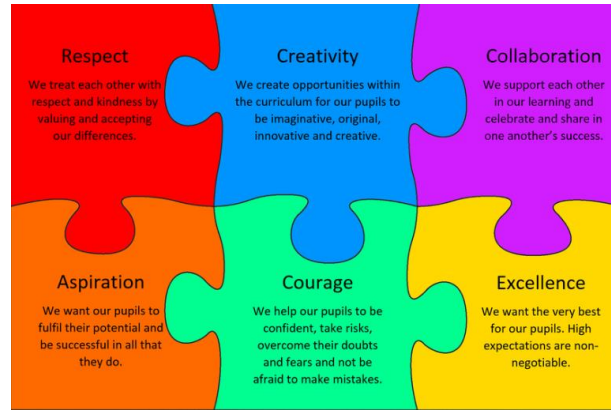 Respect
We treat each other with
respect and kindness by
valuing and accepting
our differences.
Creativity
We create opportunities within
the curriculum for our pupils to
be imaginative, original,
innovative and creative.
Collaboration
We support each other
in our learning and
celebrate and share in
one another's success.
Aspiration
We want our pupils to
fulfil their potential and
be successful in all that
they do.
Courage
We help our pupils to be
confident, take risks,
overcome their doubts
and fears and not be
afraid to make mistakes.
Excellence
We want the very best
for our pupils. High
expectations are non-
negotiable.